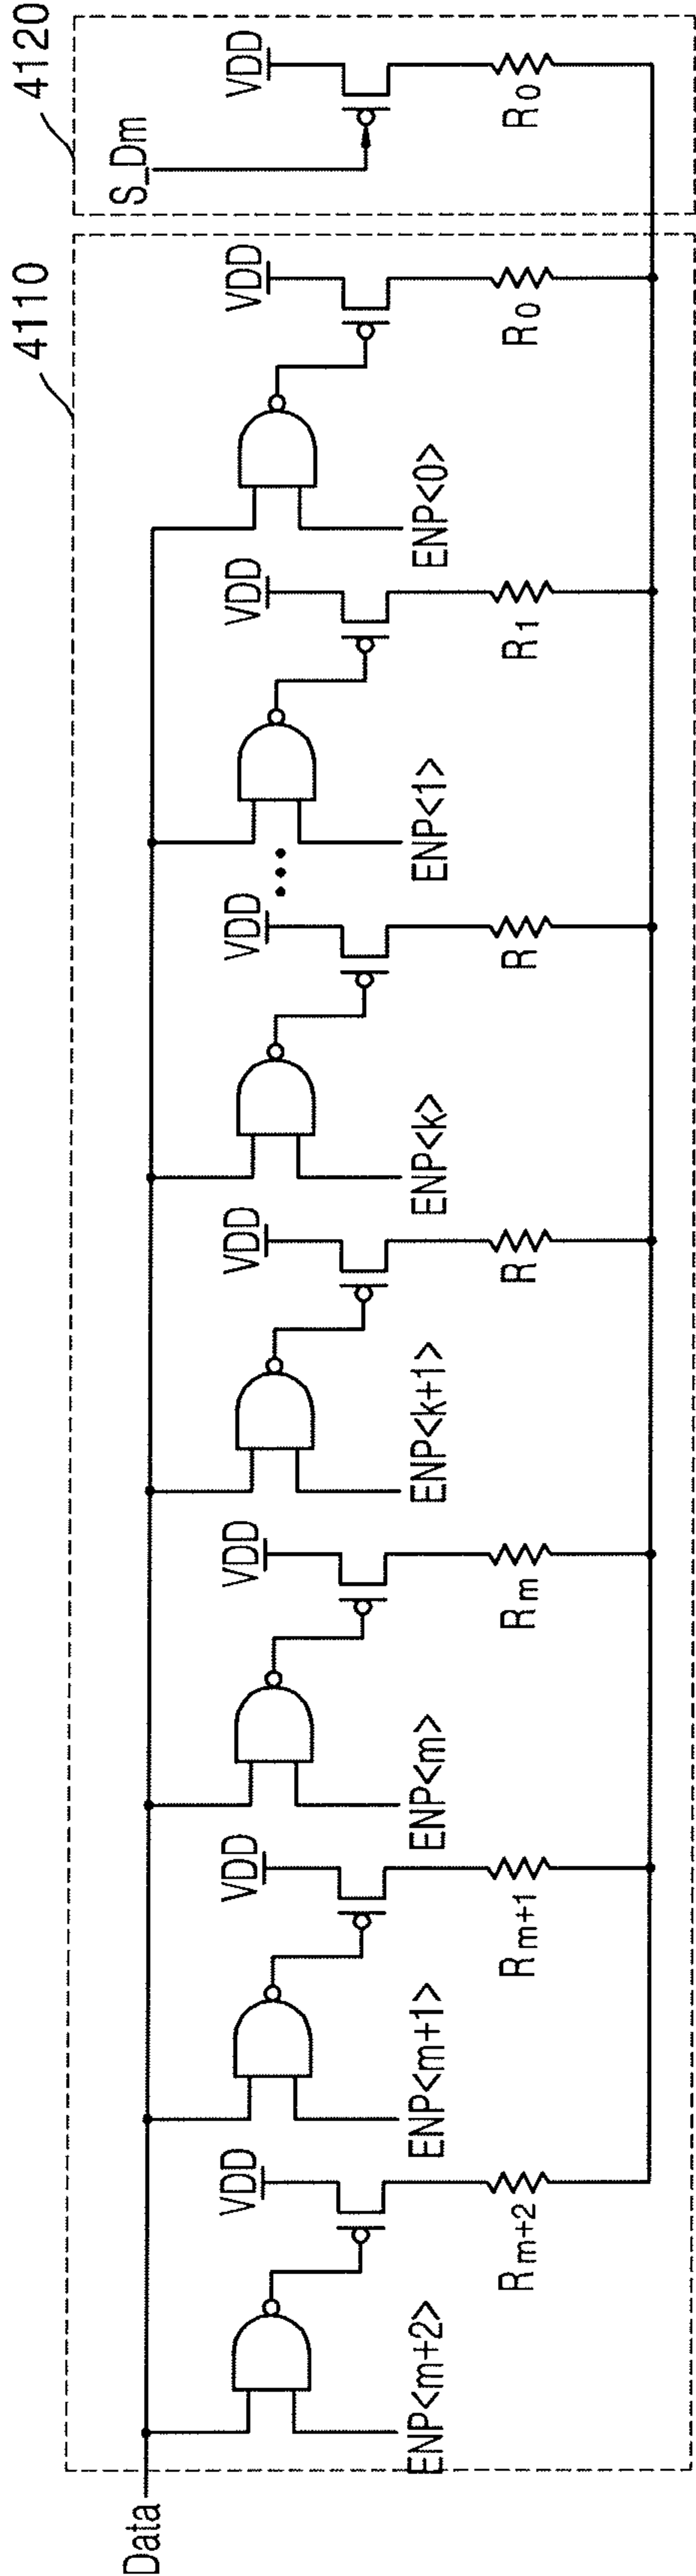 4110
4120
S_Dm
VDD
VDD
VDD
VDD
VDD
VDD
VDD
VDD
Data
ENP<m+2>
ENP<m+1>
ENP<m>
ENP<k+1>
ENP<k>
ENP<1>
ENP<0>
Rm+2
Rm+1
Rm
R
R
R1
R0
R0